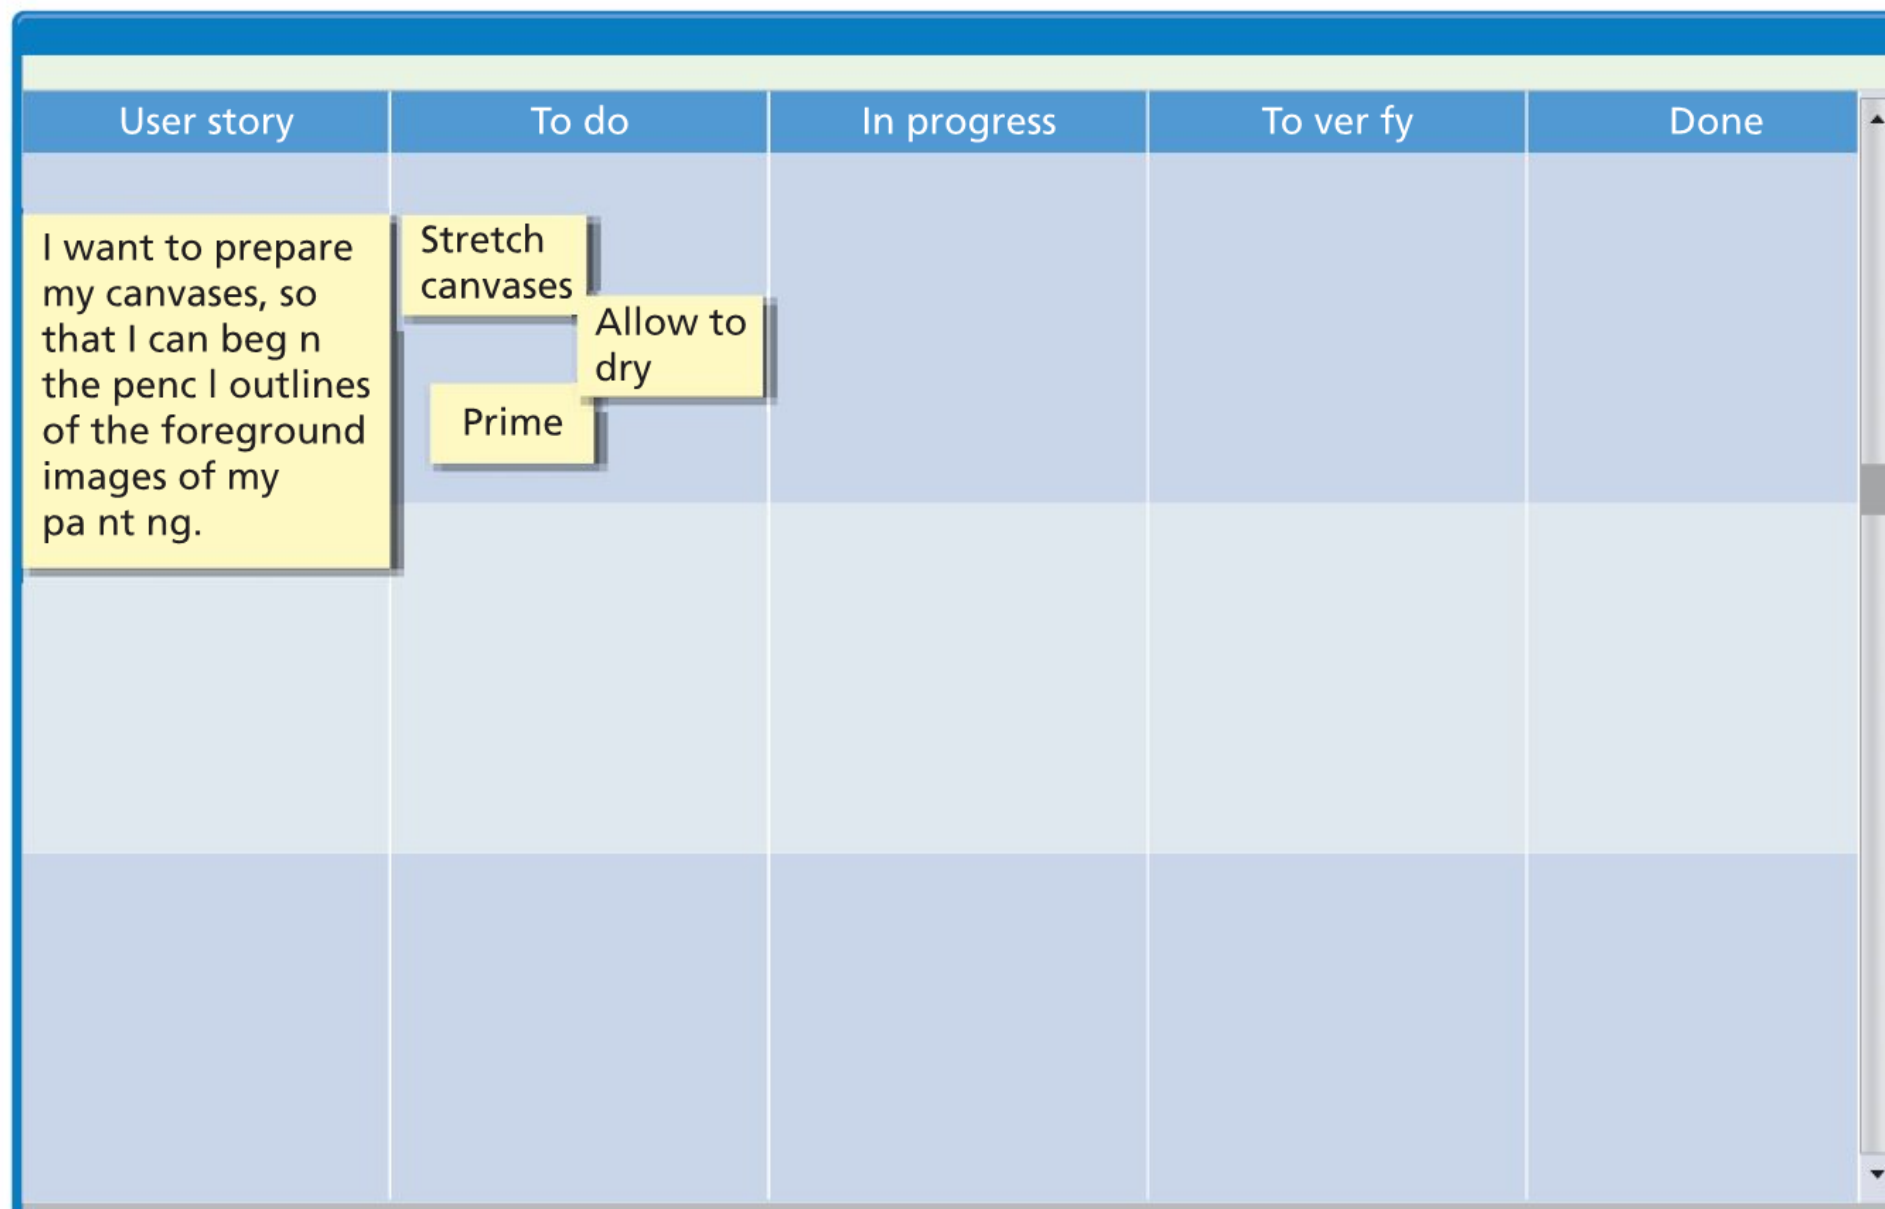 User story
To do
In progress
To ver fy
Done
I want to prepare
my canvases, so
that I can beg n
the penc l outlines
of the foreground
images of my
pa nt ng.
Stretch
canvases
Allow to
dry
Prime